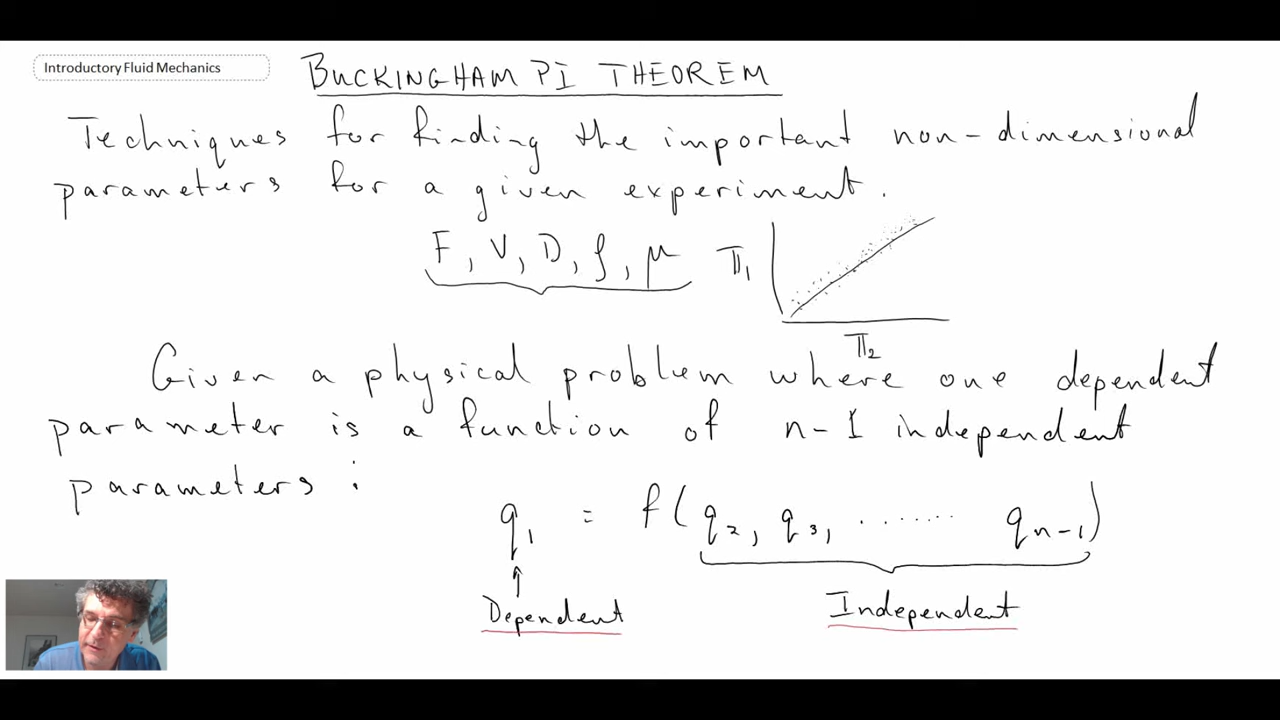 Introductory Fluid Mechanics
BUCKINGHAM PI THEOREM
Techniques for finding the important non-dimensional
parameters for a given experiment.
F, V, D, ρ, μ
π₁
π₂
Given a physical problem where one dependent
parameter is a function of n-1 independent
parameters :
q₁ = f(q₂, q₃, ........ qₙ₋₁)
Dependent
Independent